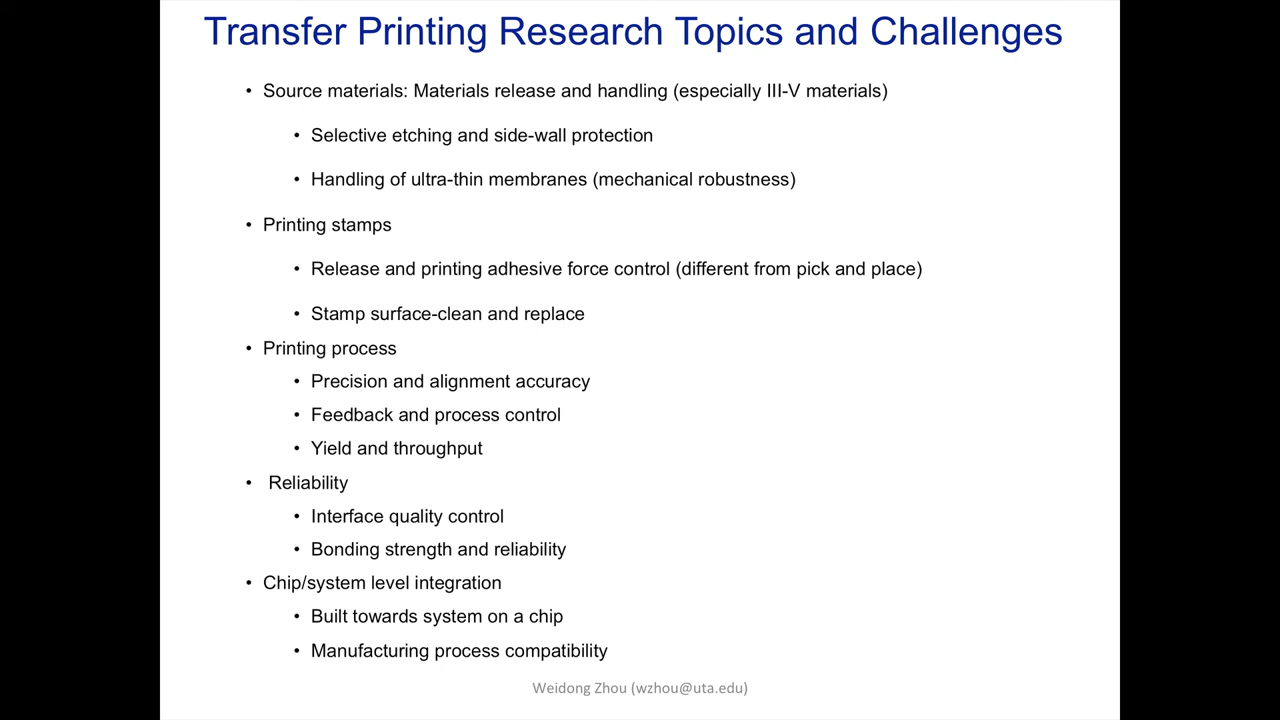 Transfer Printing Research Topics and Challenges
• Source materials: Materials release and handling (especially III-V materials)
• Selective etching and side-wall protection
• Handling of ultra-thin membranes (mechanical robustness)
• Printing stamps
• Release and printing adhesive force control (different from pick and place)
• Stamp surface-clean and replace
• Printing process
• Precision and alignment accuracy
• Feedback and process control
• Yield and throughput
• Reliability
• Interface quality control
• Bonding strength and reliability
• Chip/system level integration
• Built towards system on a chip
• Manufacturing process compatibility
Weidong Zhou (wzhou@uta.edu)